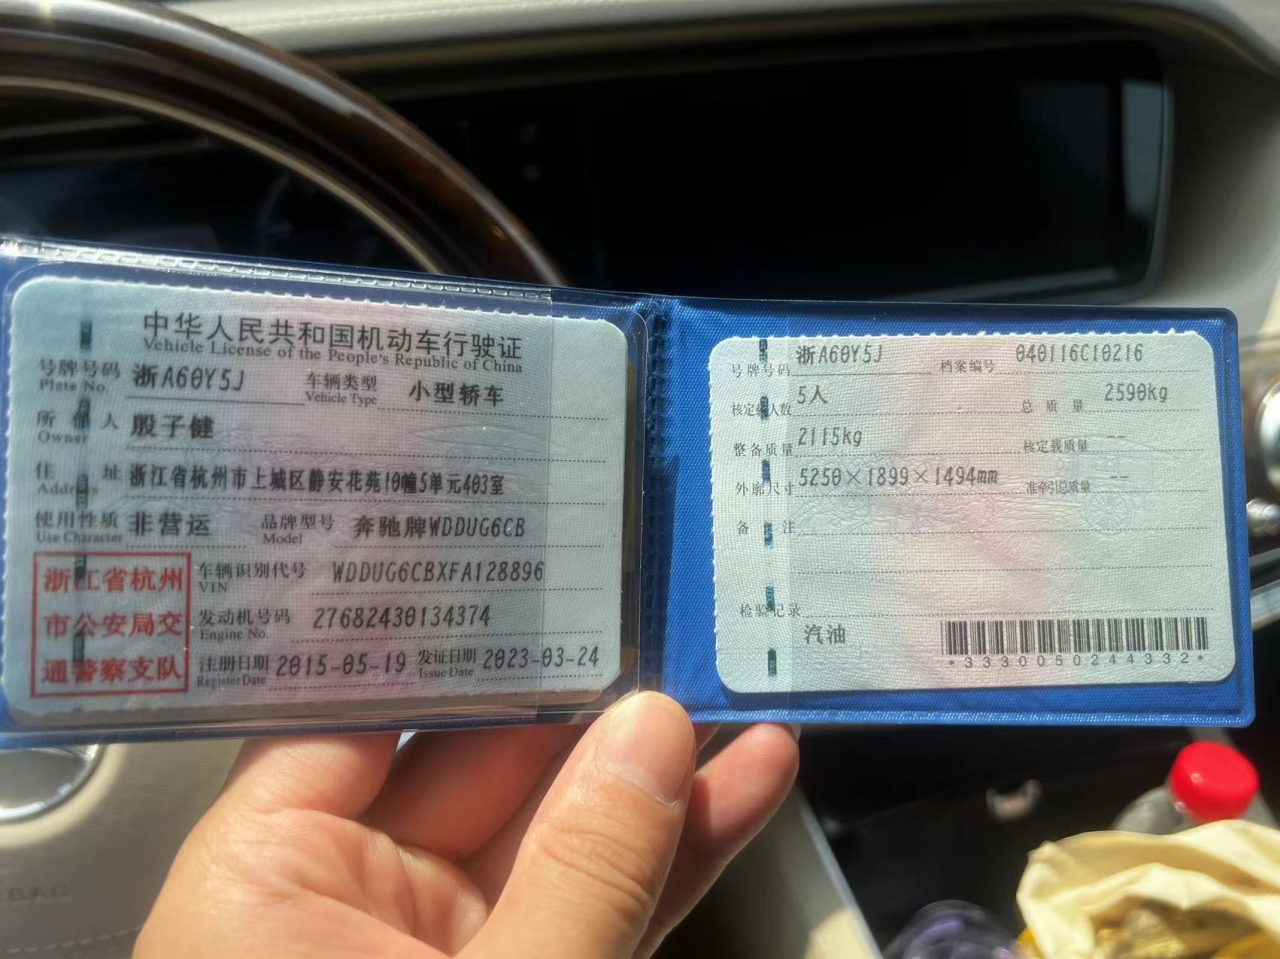 中华人民共和国机动车行驶证
Vehicle License of the People's Republic of China
号牌号码 浙A60Y5J 车辆类型 小型轿车
Plate No. Vehicle Type
所有人 殷子健
Owner
住址 浙江省杭州市上城区静安花苑10幢5单元403室
Address
使用性质 非营运 品牌型号 奔驰牌WDDUG6CB
Use Character Model
浙江省杭州
市公安局交
通警察支队
车辆识别代号 WDDUG6CBXFA128896
VIN
发动机号码 27682430134374
Engine No.
注册日期 2015-05-19 发证日期 2023-03-24
Register Date Issue Date
号牌号码 浙A60Y5J 档案编号 040116C10216
核定载人数 5人 总质量 2590kg
整备质量 2115kg 核定载质量 --
外廓尺寸 5250×1899×1494mm 准牵引总质量 --
备注
检验记录
汽油
*3330050244332*